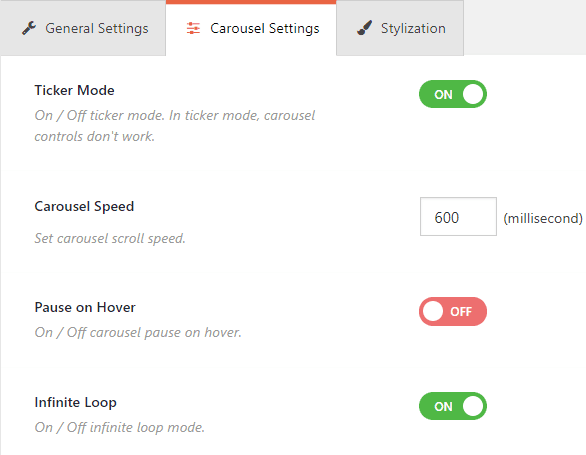 General Settings
Carousel Settings
Stylization
Ticker Mode
ON
On / Off ticker mode. In ticker mode, carousel
controls don't work.
Carousel Speed
600 (millisecond)
Set carousel scroll speed.
Pause on Hover
OFF
On / Off carousel pause on hover.
Infinite Loop
ON
On / Off infinite loop mode.